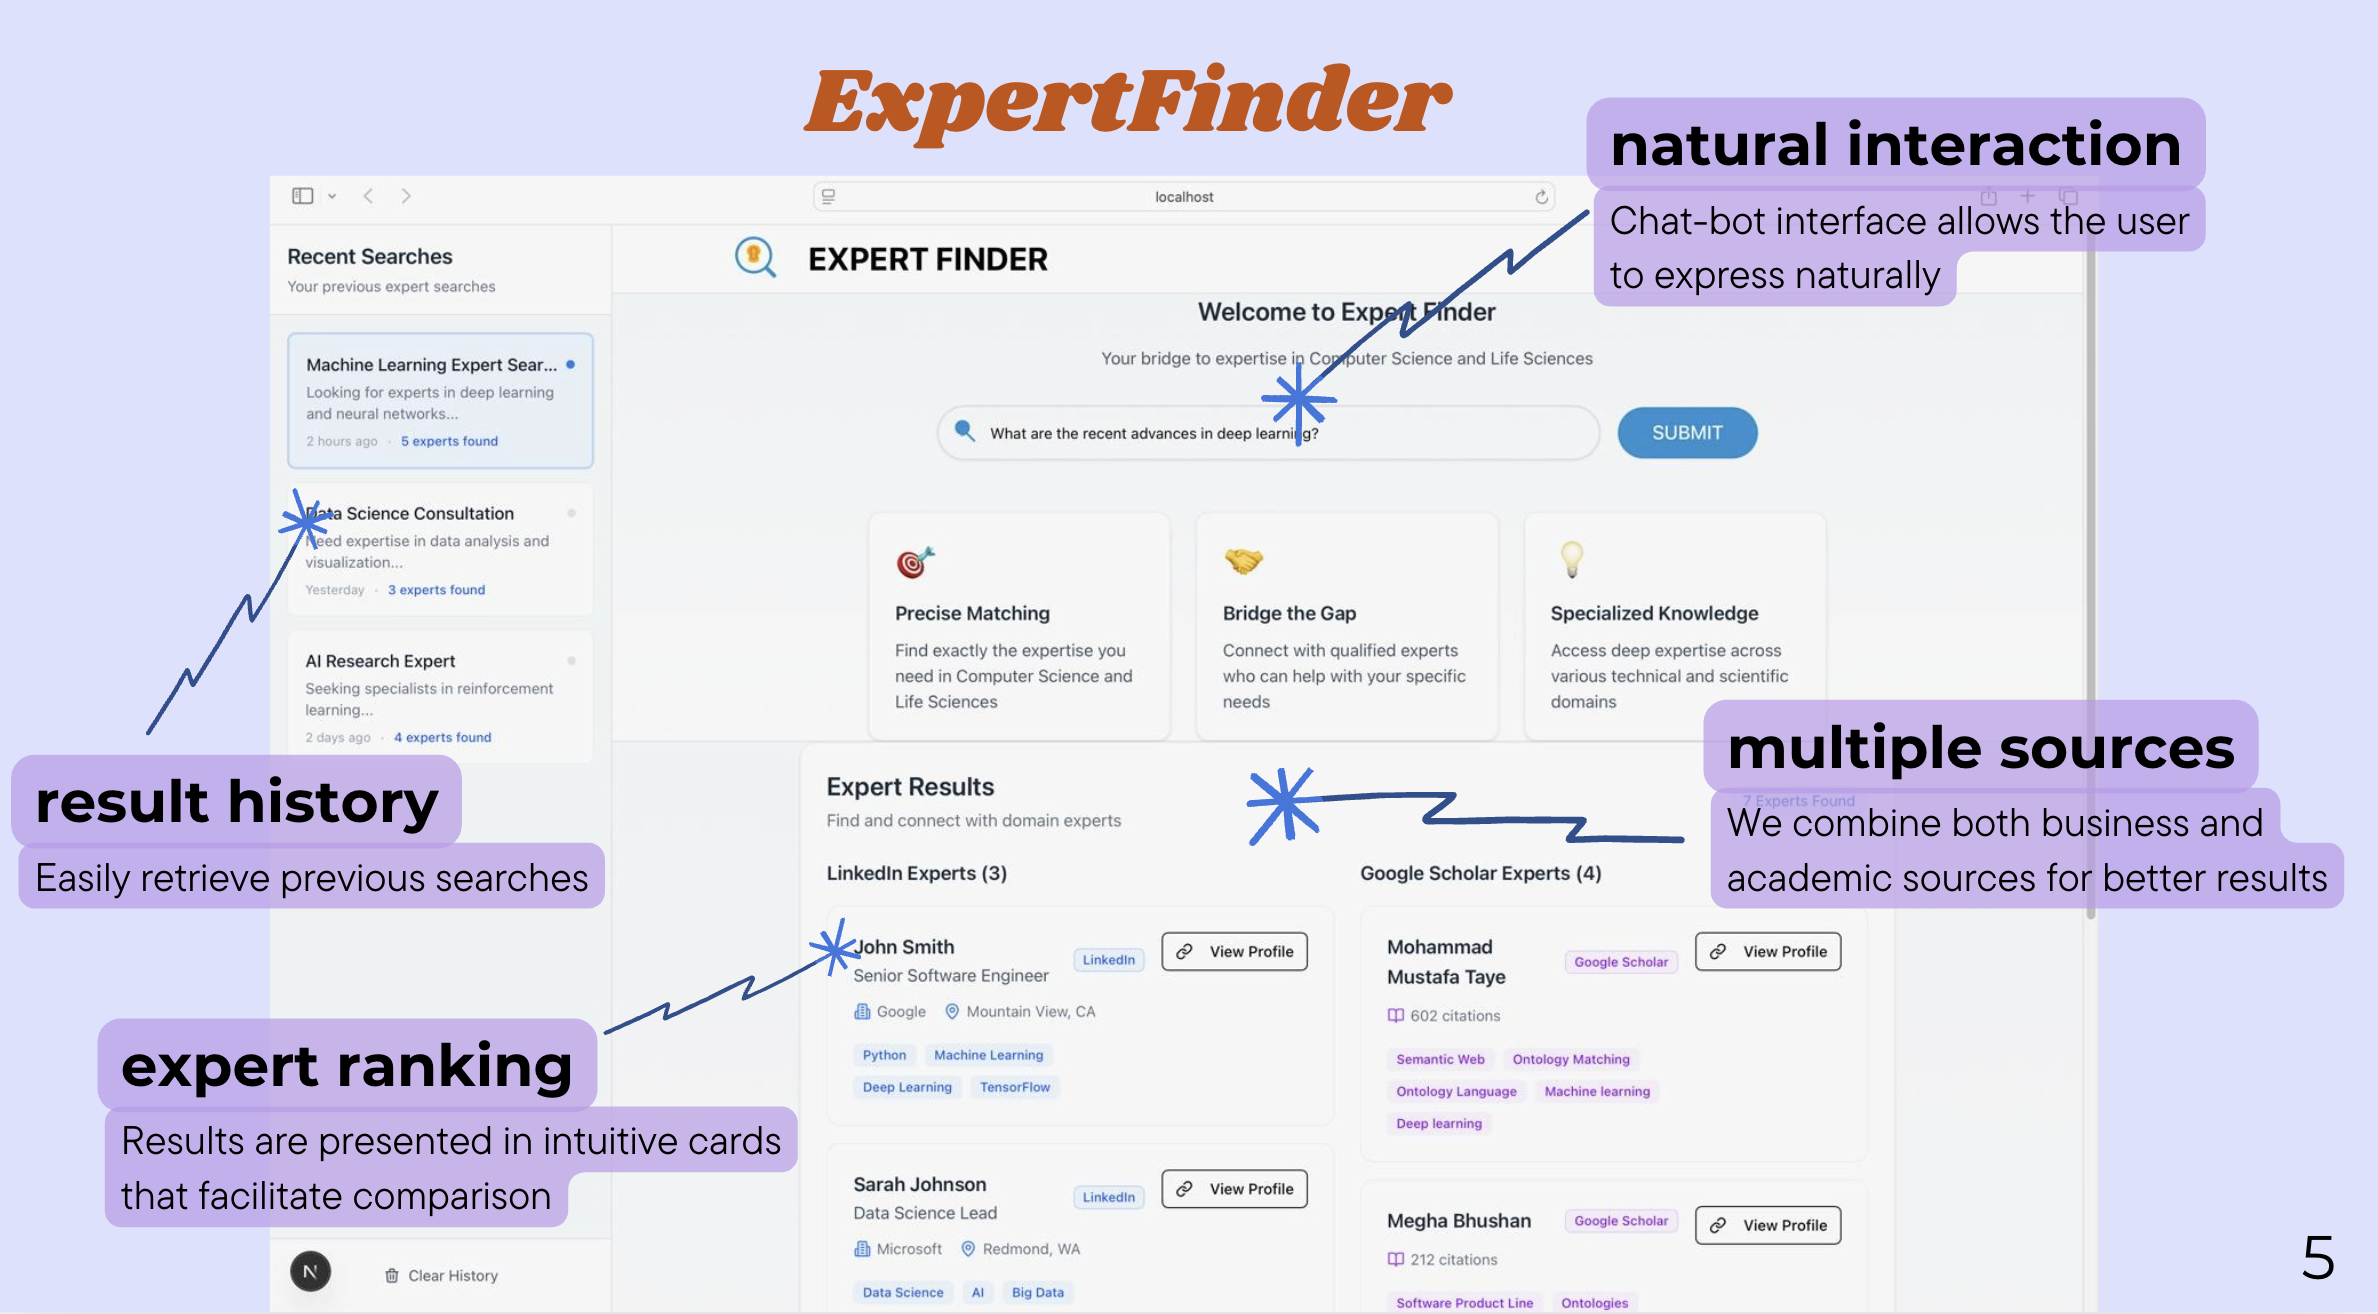 ExpertFinder
natural interaction
Chat-bot interface allows the user
to express naturally
localhost
Recent Searches
Your previous expert searches
Machine Learning Expert Sear...
Looking for experts in deep learning
and neural networks...
2 hours ago · 5 experts found
Data Science Consultation
Need expertise in data analysis and
visualization...
Yesterday · 3 experts found
AI Research Expert
Seeking specialists in reinforcement
learning...
2 days ago · 4 experts found
result history
Easily retrieve previous searches
expert ranking
Results are presented in intuitive cards
that facilitate comparison
N
Clear History
EXPERT FINDER
Welcome to Expert Finder
Your bridge to expertise in Computer Science and Life Sciences
What are the recent advances in deep learning?
SUBMIT
Precise Matching
Find exactly the expertise you
need in Computer Science and
Life Sciences
Bridge the Gap
Connect with qualified experts
who can help with your specific
needs
Specialized Knowledge
Access deep expertise across
various technical and scientific
domains
multiple sources
We combine both business and
academic sources for better results
Expert Results
7 Experts Found
Find and connect with domain experts
LinkedIn Experts (3)
John Smith
LinkedIn
View Profile
Senior Software Engineer
Google
Mountain View, CA
Python
Machine Learning
Deep Learning
TensorFlow
Sarah Johnson
LinkedIn
View Profile
Data Science Lead
Microsoft
Redmond, WA
Data Science
AI
Big Data
Google Scholar Experts (4)
Mohammad
Mustafa Taye
Google Scholar
View Profile
602 citations
Semantic Web
Ontology Matching
Ontology Language
Machine learning
Deep learning
Megha Bhushan
Google Scholar
View Profile
212 citations
Software Product Line
Ontologies
5